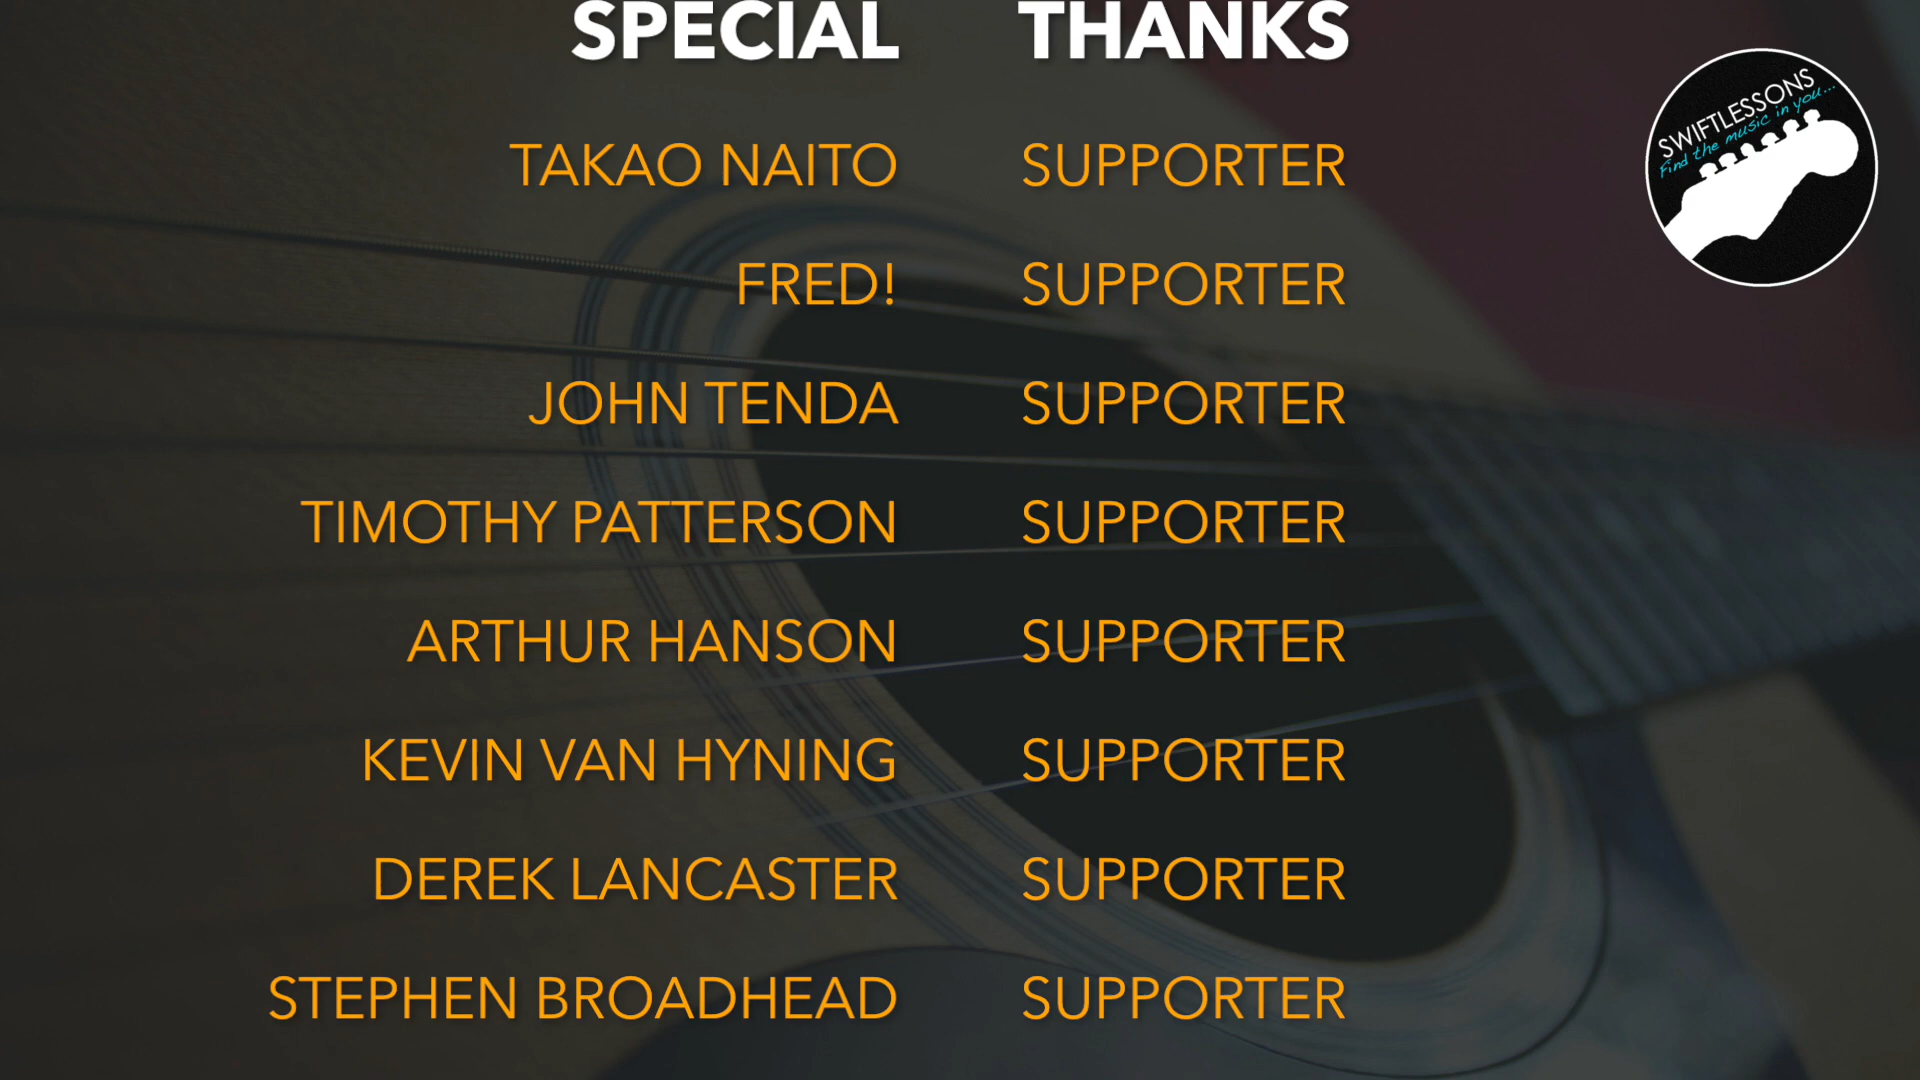 SPECIAL THANKS
TAKAO NAITO SUPPORTER
FRED! SUPPORTER
JOHN TENDA SUPPORTER
TIMOTHY PATTERSON SUPPORTER
ARTHUR HANSON SUPPORTER
KEVIN VAN HYNING SUPPORTER
DEREK LANCASTER SUPPORTER
STEPHEN BROADHEAD SUPPORTER
SWIFTLESSONS
Find the music in you...